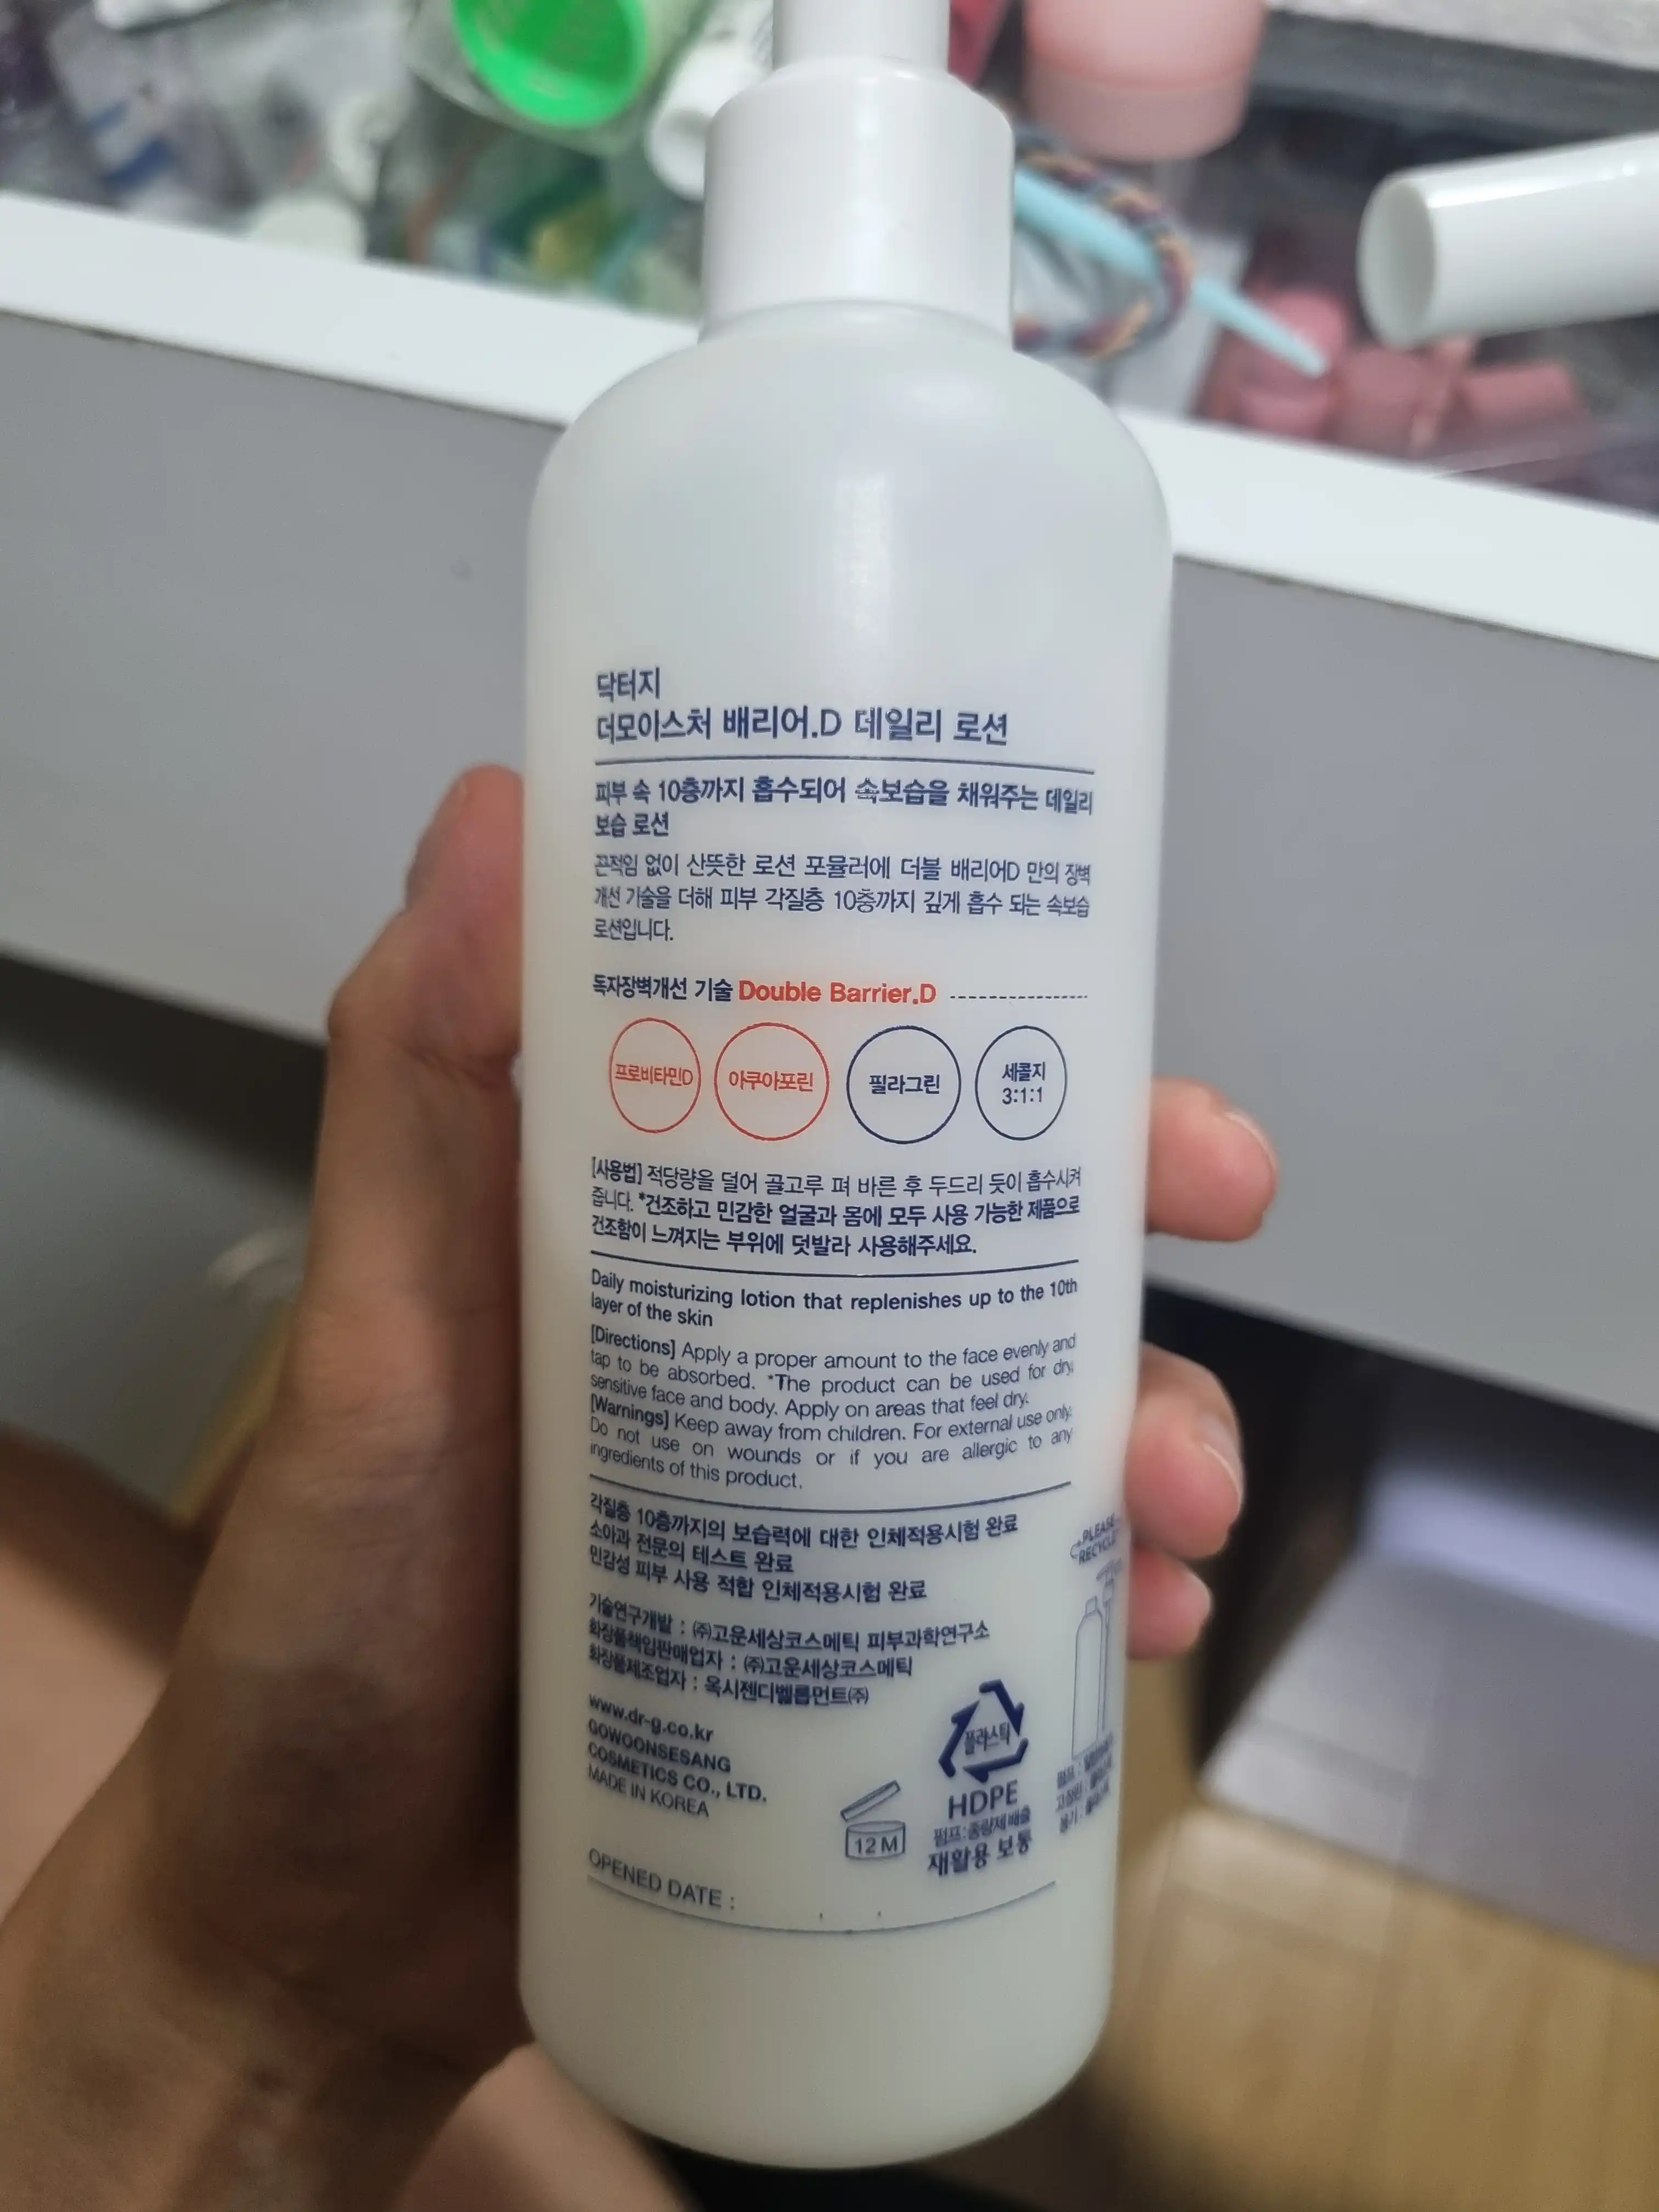 닥터지
더모이스처 배리어.D 데일리 로션
피부 속 10층까지 흡수되어 속보습을 채워주는 데일리
보습 로션
끈적임 없이 산뜻한 로션 포뮬러에 더블 배리어D 만의 장벽
개선 기술을 더해 피부 각질층 10층까지 깊게 흡수 되는 속보습
로션입니다.
독자장벽개선 기술 Double Barrier.D
프로비타민D
아쿠아포린
필라그린
세콜지
3:1:1
[사용법] 적당량을 덜어 골고루 펴 바른 후 두드리 듯이 흡수시켜
줍니다. *건조하고 민감한 얼굴과 몸에 모두 사용 가능한 제품으로
건조함이 느껴지는 부위에 덧발라 사용해주세요.
Daily moisturizing lotion that replenishes up to the 10th
layer of the skin
[Directions] Apply a proper amount to the face evenly and
tap to be absorbed. *The product can be used for dry,
sensitive face and body. Apply on areas that feel dry.
[Warnings] Keep away from children. For external use only.
Do not use on wounds or if you are allergic to any
ingredients of this product.
각질층 10층까지의 보습력에 대한 인체적용시험 완료
소아과 전문의 테스트 완료
민감성 피부 사용 적합 인체적용시험 완료
기술연구개발 : ㈜고운세상코스메틱 피부과학연구소
화장품책임판매업자 : ㈜고운세상코스메틱
화장품제조업자 : 옥시젠디벨롭먼트㈜
www.dr-g.co.kr
GOWOONSESANG
COSMETICS CO., LTD.
MADE IN KOREA
12 M
플라스틱
HDPE
펌프:종량제 배출
재활용 보통
PLEASE
RECYCLE
펌프 :
고정링 :
용기 :
OPENED DATE :